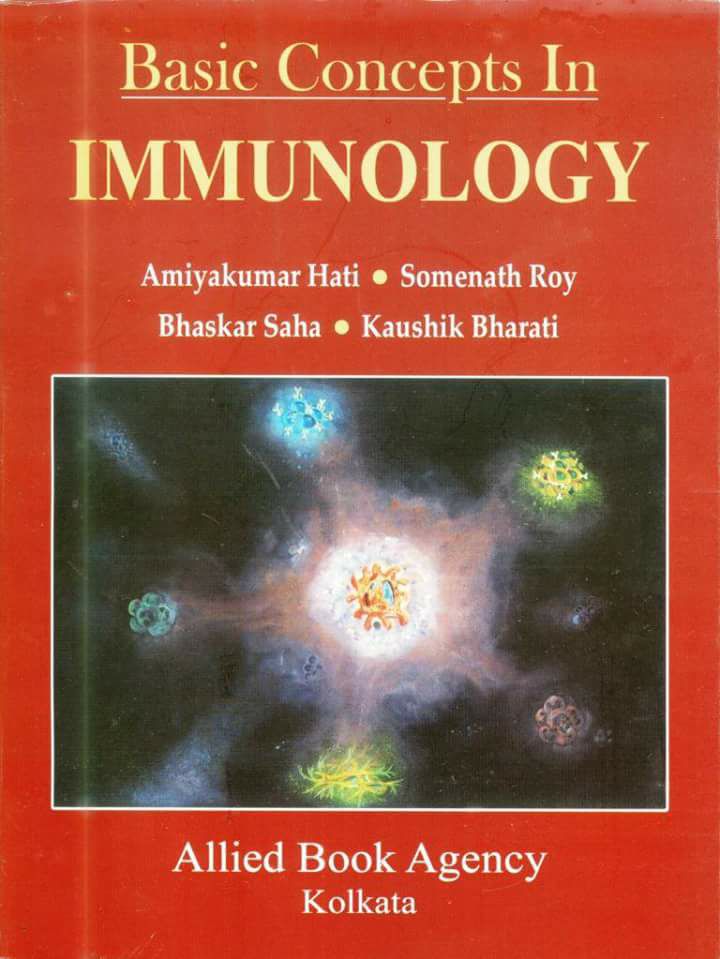 Basic Concepts In
IMMUNOLOGY
Amiyakumar Hati • Somenath Roy
Bhaskar Saha • Kaushik Bharati
Allied Book Agency
Kolkata